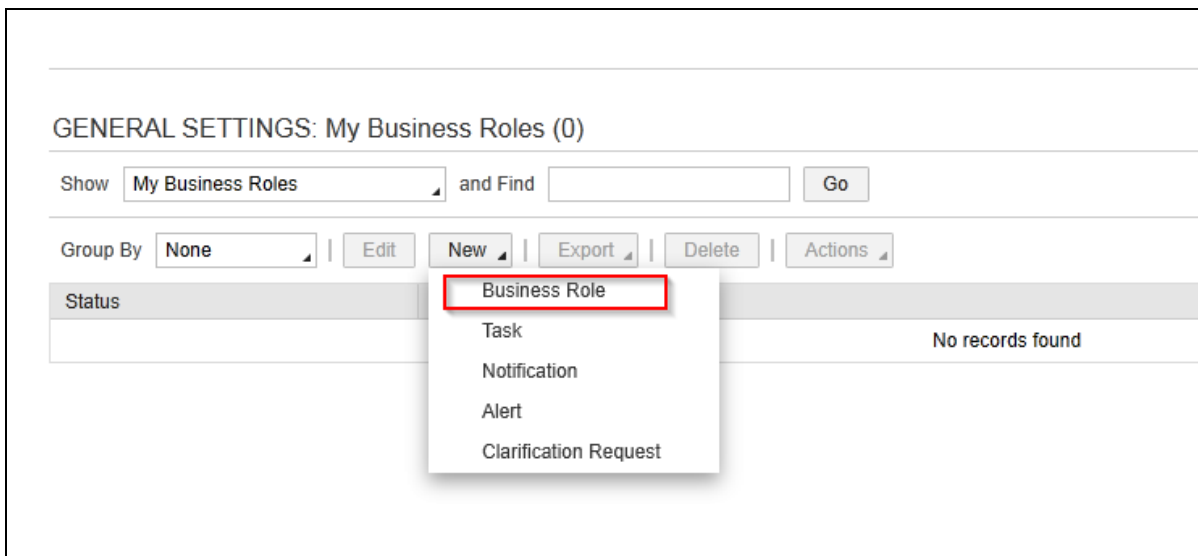 GENERAL SETTINGS: My Business Roles (0)
Show My Business Roles and Find Go
Group By None | Edit New | Export | Delete | Actions
Status
Business Role
Task
No records found
Notification
Alert
Clarification Request